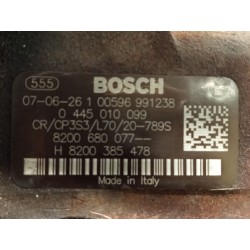 555 BOSCH
07-06-26 1 00596 991238
0 445 010 099
CR/CP3S3/L70/20-789S
8200 680 077--
H 8200 385 478
Made in Italy